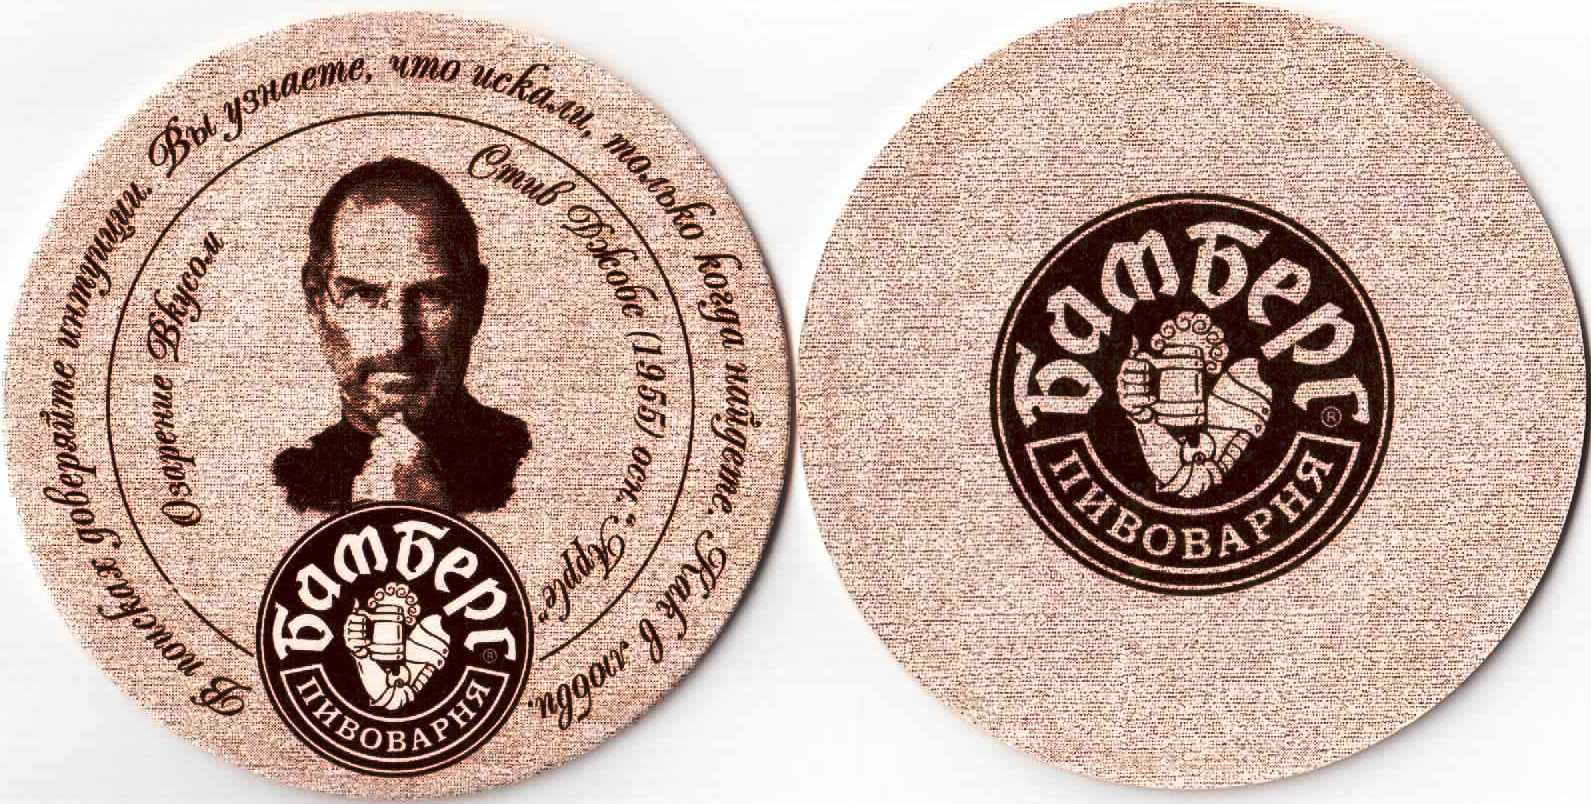 В поисках доверяйте интуиции. Вы узнаете, что искали, только когда найдете. Как в любви.
Озарение Вкусом
Стив Джобс (1955) осн. "Apple"
Бамберг
®
ПИВОВАРНЯ
Бамберг
®
ПИВОВАРНЯ